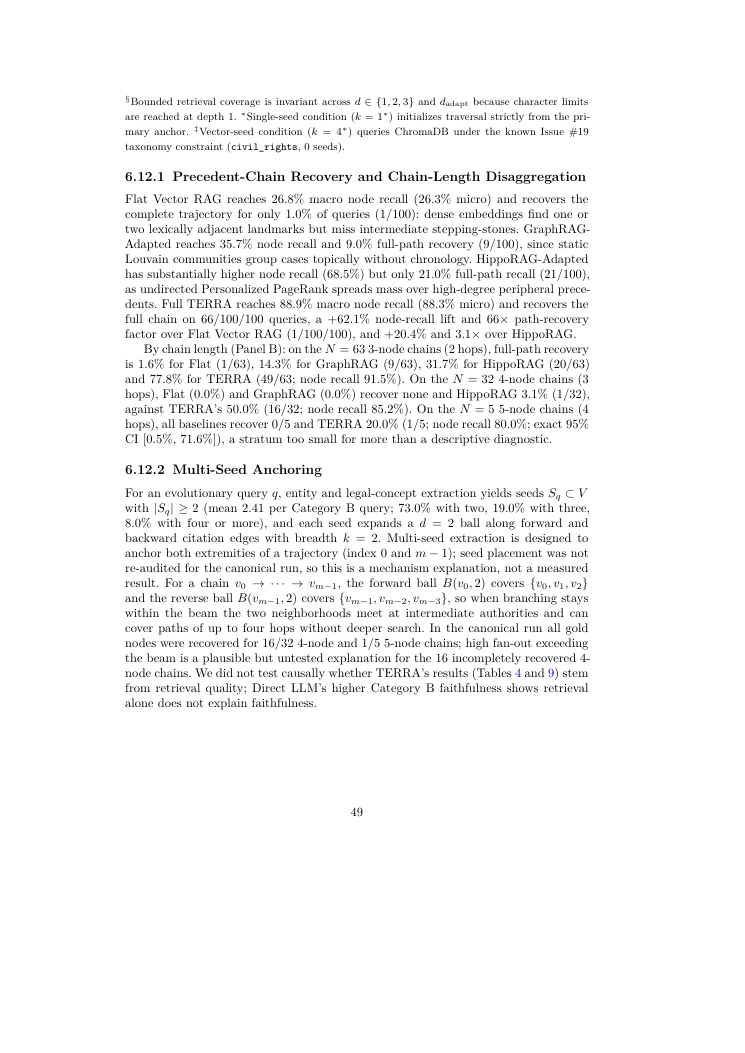 §Bounded retrieval coverage is invariant across d ∈ {1, 2, 3} and d_adapt because character limits
are reached at depth 1. *Single-seed condition (k = 1*) initializes traversal strictly from the pri-
mary anchor. ‡Vector-seed condition (k = 4*) queries ChromaDB under the known Issue #19
taxonomy constraint (civil_rights, 0 seeds).
6.12.1 Precedent-Chain Recovery and Chain-Length Disaggregation
Flat Vector RAG reaches 26.8% macro node recall (26.3% micro) and recovers the
complete trajectory for only 1.0% of queries (1/100): dense embeddings find one or
two lexically adjacent landmarks but miss intermediate stepping-stones. GraphRAG-
Adapted reaches 35.7% node recall and 9.0% full-path recovery (9/100), since static
Louvain communities group cases topically without chronology. HippoRAG-Adapted
has substantially higher node recall (68.5%) but only 21.0% full-path recall (21/100),
as undirected Personalized PageRank spreads mass over high-degree peripheral prece-
dents. Full TERRA reaches 88.9% macro node recall (88.3% micro) and recovers the
full chain on 66/100/100 queries, a +62.1% node-recall lift and 66× path-recovery
factor over Flat Vector RAG (1/100/100), and +20.4% and 3.1× over HippoRAG.
By chain length (Panel B): on the N = 63 3-node chains (2 hops), full-path recovery
is 1.6% for Flat (1/63), 14.3% for GraphRAG (9/63), 31.7% for HippoRAG (20/63)
and 77.8% for TERRA (49/63; node recall 91.5%). On the N = 32 4-node chains (3
hops), Flat (0.0%) and GraphRAG (0.0%) recover none and HippoRAG 3.1% (1/32),
against TERRA's 50.0% (16/32; node recall 85.2%). On the N = 5 5-node chains (4
hops), all baselines recover 0/5 and TERRA 20.0% (1/5; node recall 80.0%; exact 95%
CI [0.5%, 71.6%]), a stratum too small for more than a descriptive diagnostic.
6.12.2 Multi-Seed Anchoring
For an evolutionary query q, entity and legal-concept extraction yields seeds S_q ⊂ V
with |S_q| ≥ 2 (mean 2.41 per Category B query; 73.0% with two, 19.0% with three,
8.0% with four or more), and each seed expands a d = 2 ball along forward and
backward citation edges with breadth k = 2. Multi-seed extraction is designed to
anchor both extremities of a trajectory (index 0 and m − 1); seed placement was not
re-audited for the canonical run, so this is a mechanism explanation, not a measured
result. For a chain v_0 → ··· → v_{m−1}, the forward ball B(v_0, 2) covers {v_0, v_1, v_2}
and the reverse ball B(v_{m−1}, 2) covers {v_{m−1}, v_{m−2}, v_{m−3}}, so when branching stays
within the beam the two neighborhoods meet at intermediate authorities and can
cover paths of up to four hops without deeper search. In the canonical run all gold
nodes were recovered for 16/32 4-node and 1/5 5-node chains; high fan-out exceeding
the beam is a plausible but untested explanation for the 16 incompletely recovered 4-
node chains. We did not test causally whether TERRA's results (Tables 4 and 9) stem
from retrieval quality; Direct LLM's higher Category B faithfulness shows retrieval
alone does not explain faithfulness.
49